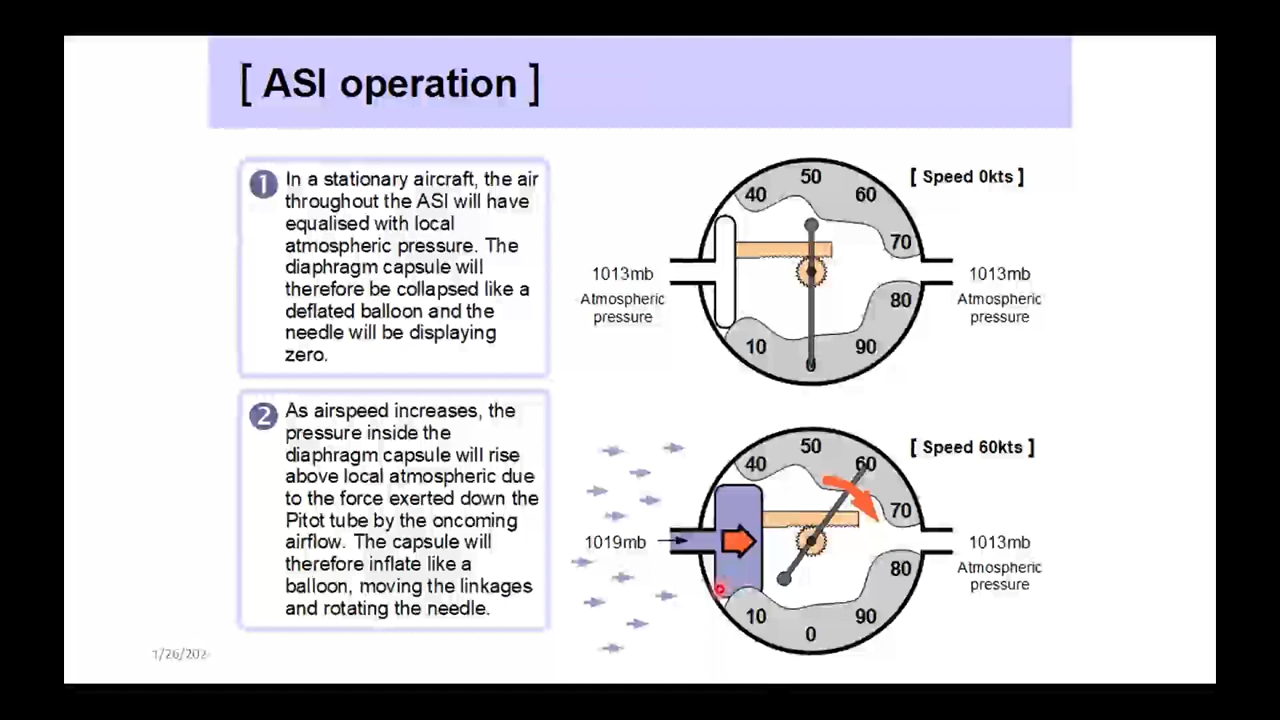 [ ASI operation ]
1 In a stationary aircraft, the air
throughout the ASI will have
equalised with local
atmospheric pressure. The
diaphragm capsule will
therefore be collapsed like a
deflated balloon and the
needle will be displaying
zero.
[ Speed 0kts ]
50
40
60
70
80
10
90
0
1013mb
Atmospheric
pressure
1013mb
Atmospheric
pressure
2 As airspeed increases, the
pressure inside the
diaphragm capsule will rise
above local atmospheric due
to the force exerted down the
Pitot tube by the oncoming
airflow. The capsule will
therefore inflate like a
balloon, moving the linkages
and rotating the needle.
[ Speed 60kts ]
50
40
60
70
80
10
90
0
1019mb
1013mb
Atmospheric
pressure